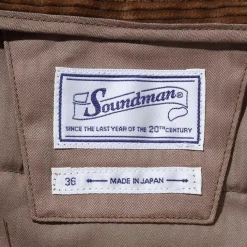 Soundman®
SINCE THE LAST YEAR OF THE 20TH CENTURY
36
MADE IN JAPAN